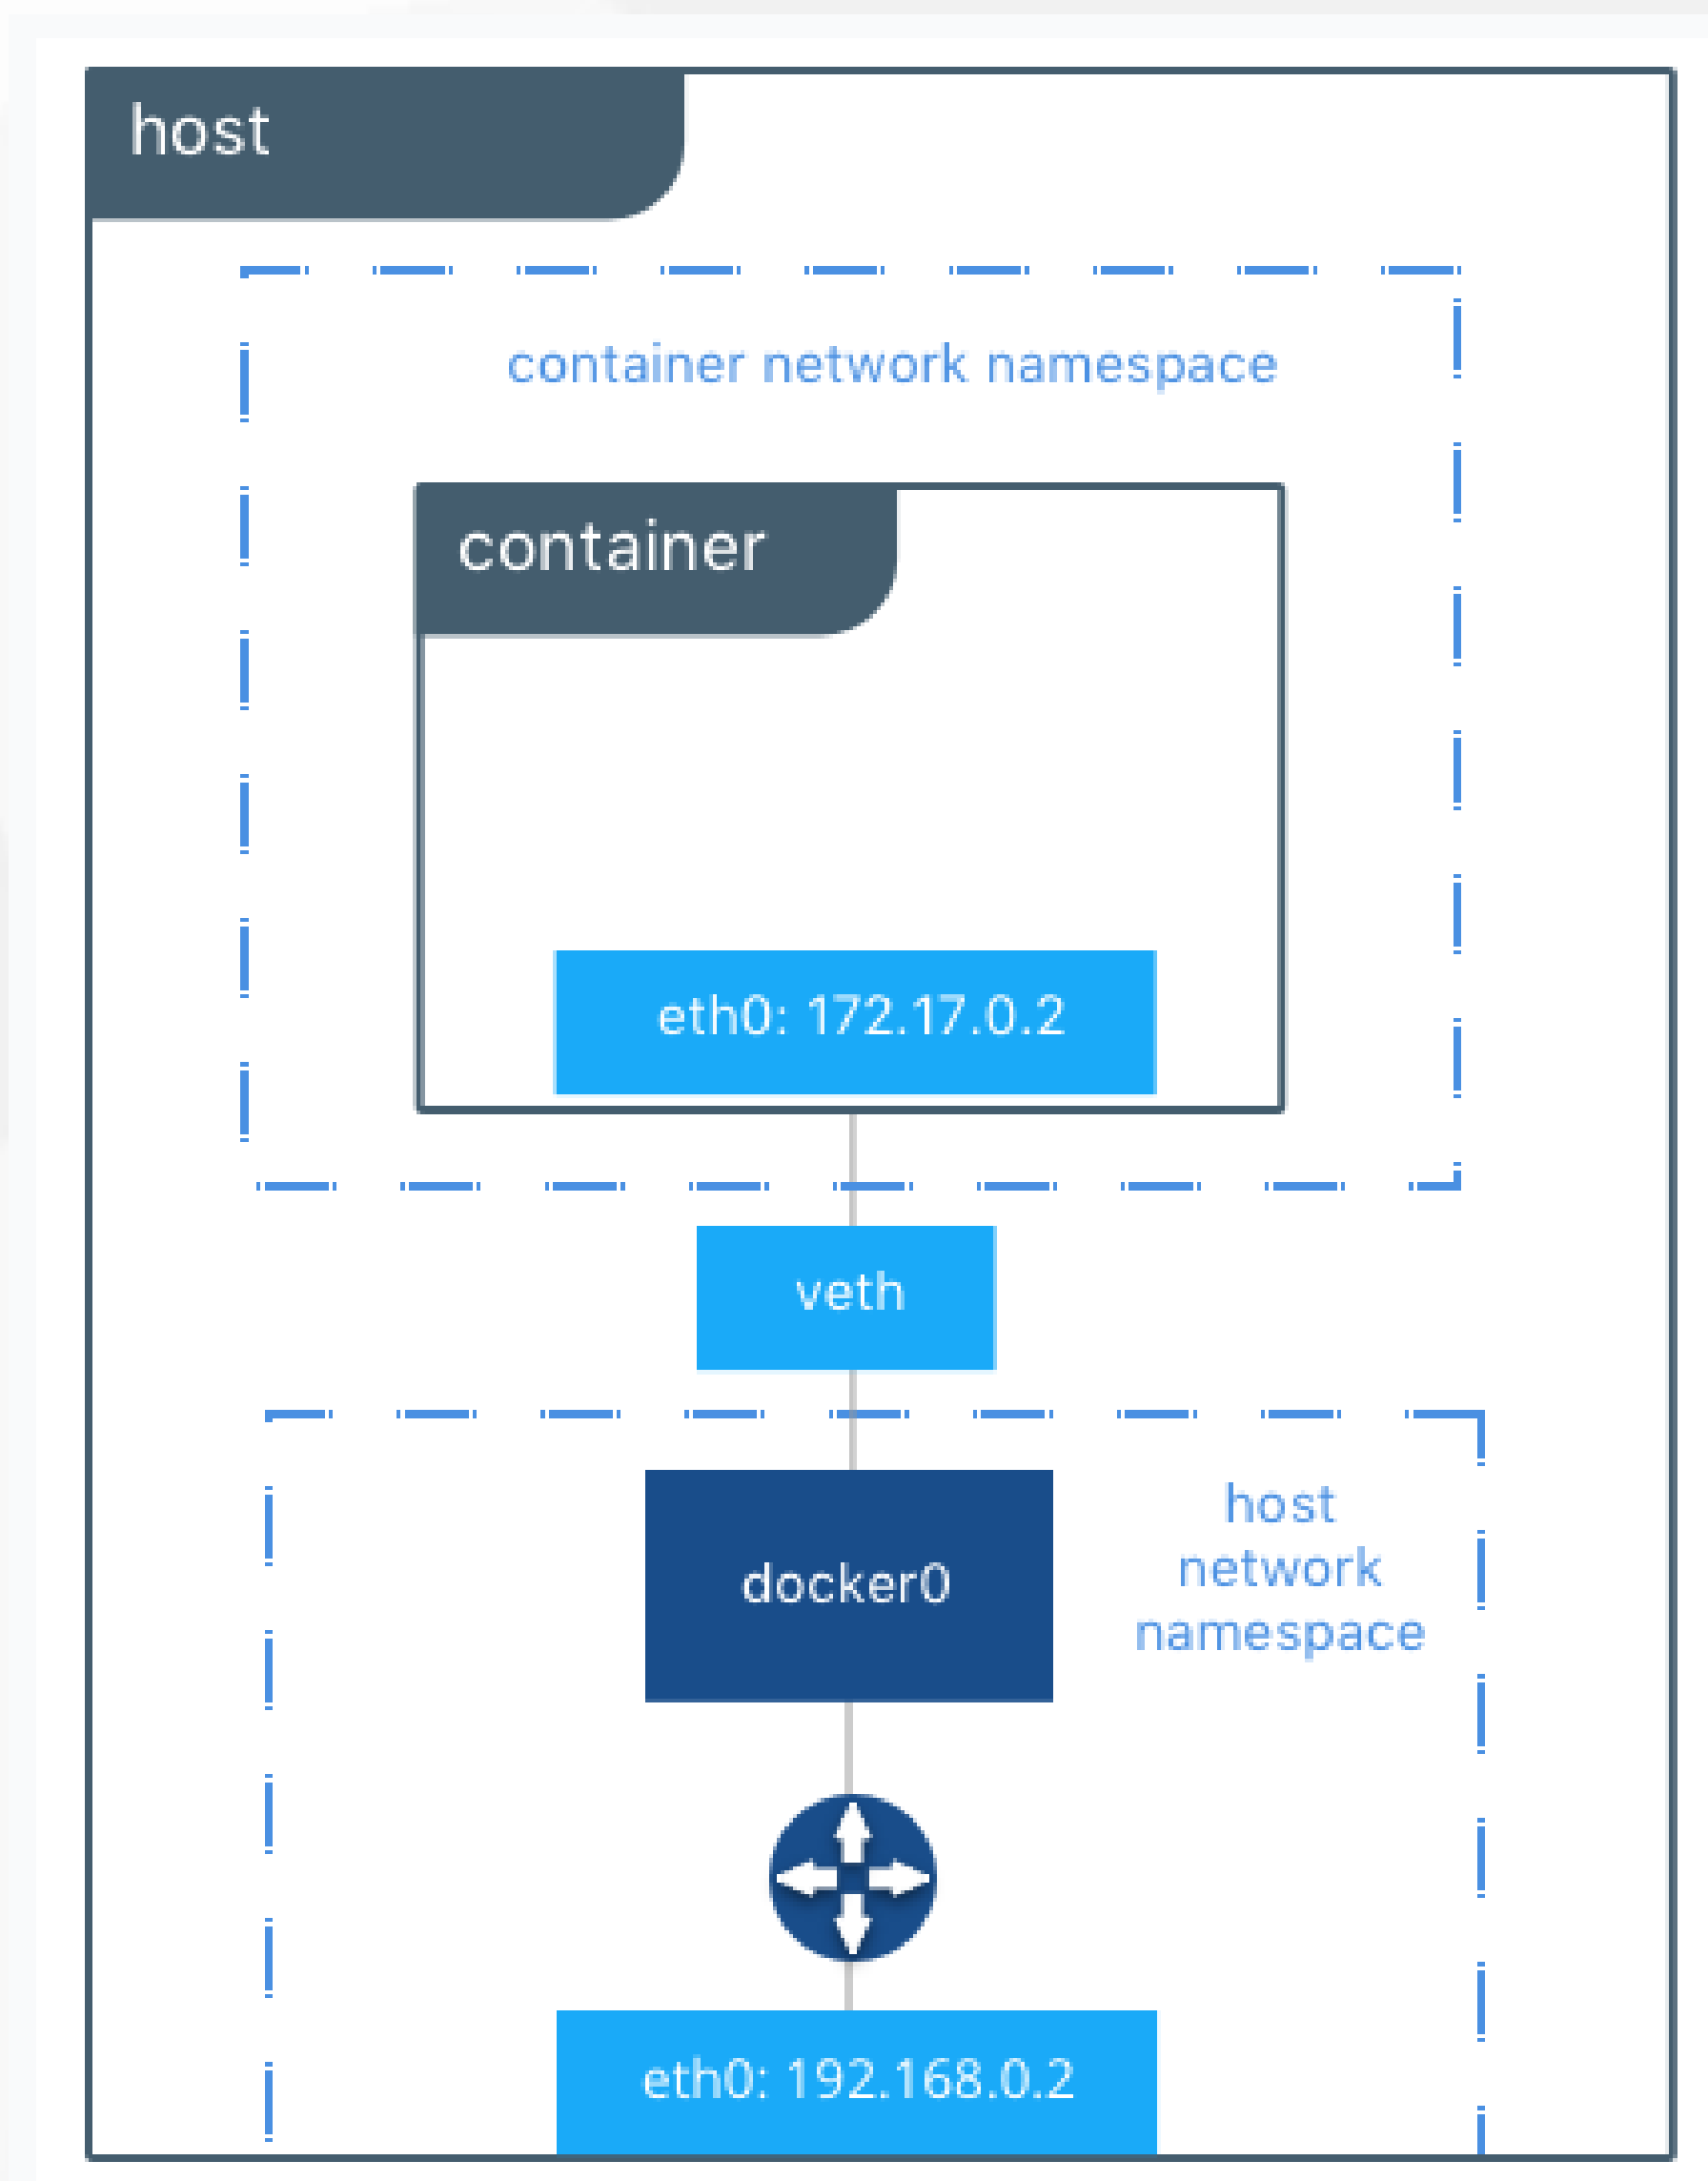 host
container network namespace
container
eth0: 172.17.0.2
veth
docker0
host
network
namespace
eth0: 192.168.0.2